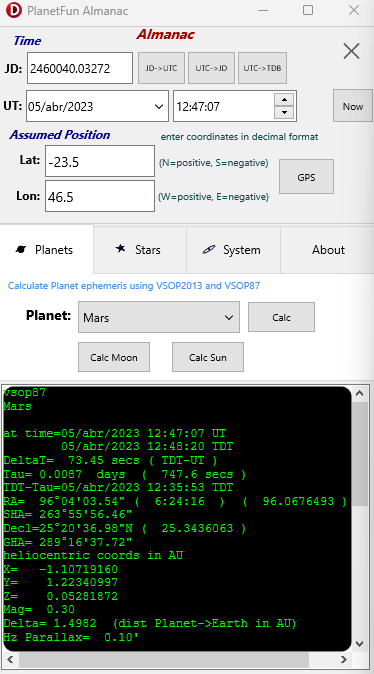 PlanetFun Almanac
Time
Almanac
JD: 2460040.03272 JD->UTC UTC->JD UTC->TDB
UT: 05/abr/2023 12:47:07 Now
Assumed Position enter coordinates in decimal format
Lat: -23.5 (N=positive, S=negative) GPS
Lon: 46.5 (W=positive, E=negative)
Planets Stars System About
Calculate Planet ephemeris using VSOP2013 and VSOP87
Planet: Mars Calc
Calc Moon Calc Sun
vsop87
Mars
at time=05/abr/2023 12:47:07 UT
05/abr/2023 12:48:20 TDT
DeltaT= 73.45 secs ( TDT-UT )
Tau= 0.0087 days ( 747.6 secs )
TDT-Tau=05/abr/2023 12:35:53 TDT
RA= 96°04'03.54" ( 6:24:16 ) ( 96.0676493 )
SHA= 263°55'56.46"
Decl=25°20'36.98"N ( 25.3436063 )
GHA= 289°16'37.72"
heliocentric coords in AU
X= -1.10719160
Y= 1.22340997
Z= 0.05281872
Mag= 0.30
Delta= 1.4982 (dist Planet->Earth in AU)
Hz Parallax= 0.10'